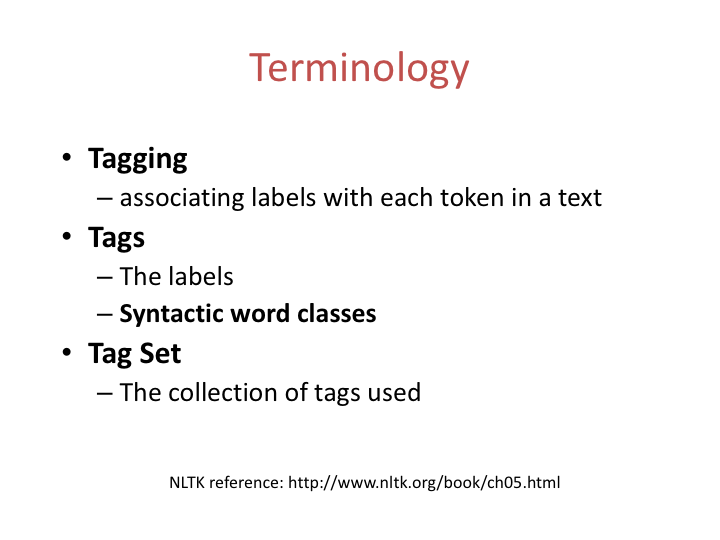 Terminology
• Tagging
– associating labels with each token in a text
• Tags
– The labels
– Syntactic word classes
• Tag Set
– The collection of tags used
NLTK reference: http://www.nltk.org/book/ch05.html